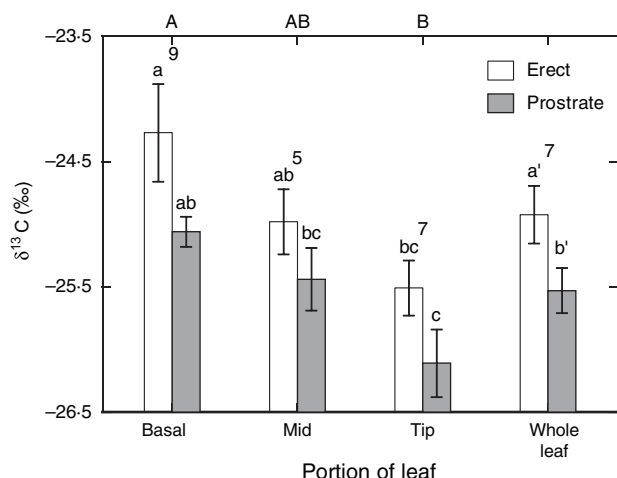 A AB B
−23·5
−24·5
−25·5
−26·5
δ13C (‰)
Erect
Prostrate
a 9
ab
ab 5
bc
bc 7
c
a' 7
b'
Basal Mid Tip Whole leaf
Portion of leaf